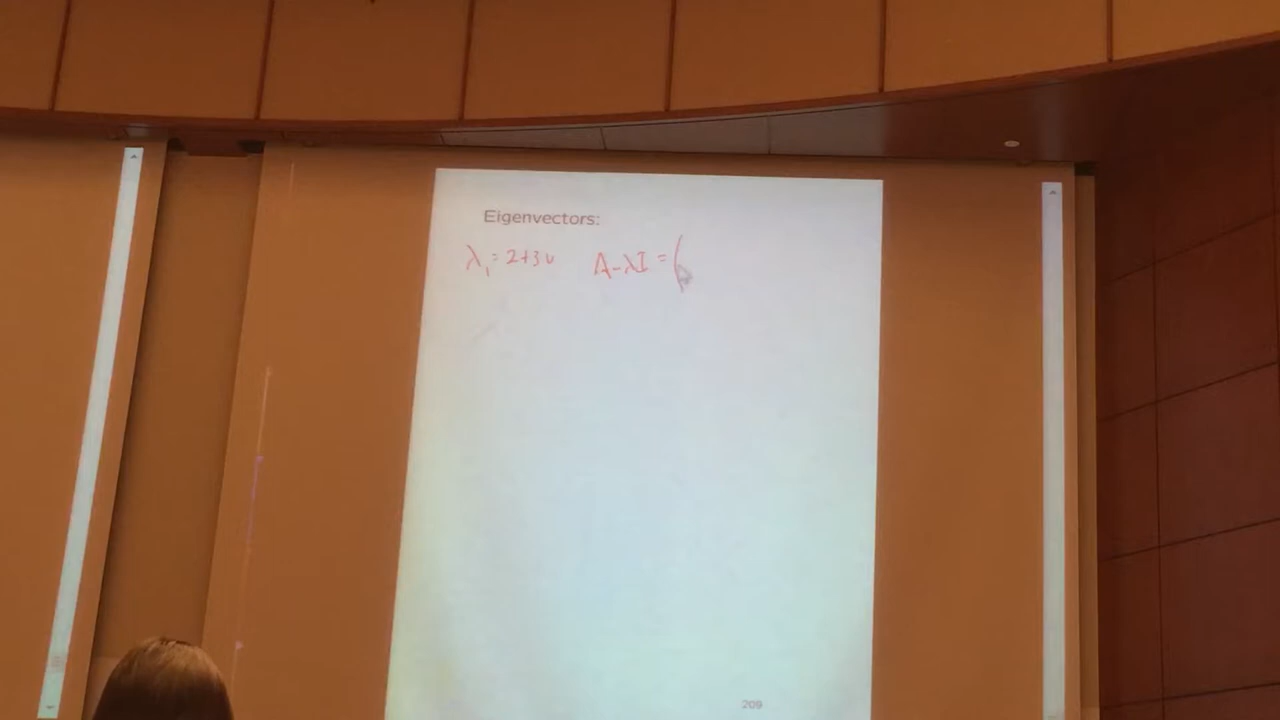 Eigenvectors:
λ₁ = 2+3i A-λI = (
209